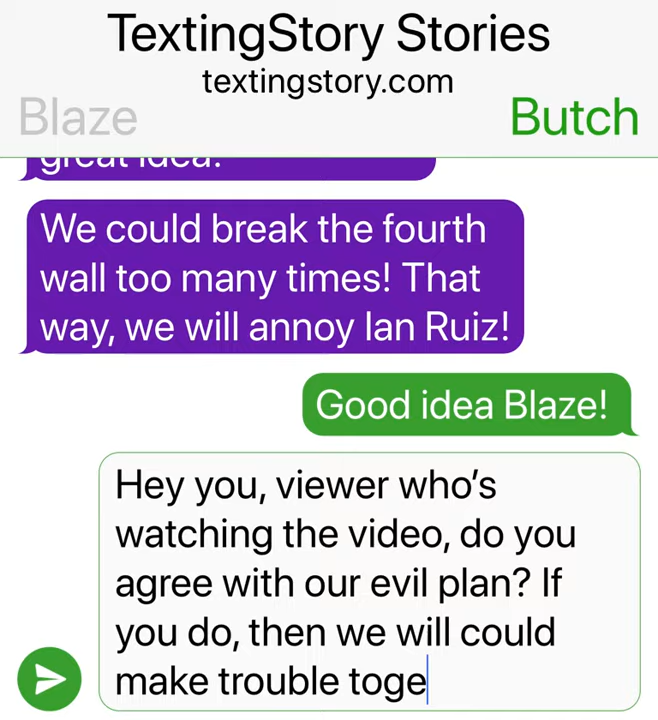 TextingStory Stories
textingstory.com
Blaze Butch
great idea!
We could break the fourth
wall too many times! That
way, we will annoy Ian Ruiz!
Good idea Blaze!
Hey you, viewer who’s
watching the video, do you
agree with our evil plan? If
you do, then we will could
make trouble toge